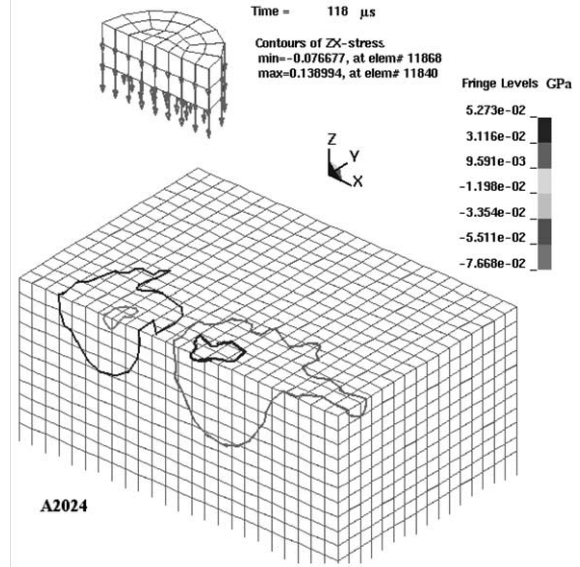 Time = 118 μs
Contours of ZX-stress
min=-0.076677, at elem# 11868
max=0.138994, at elem# 11840
Fringe Levels GPa
5.273e-02
3.116e-02
9.591e-03
-1.198e-02
-3.354e-02
-5.511e-02
-7.668e-02
Z
Y
X
A2024